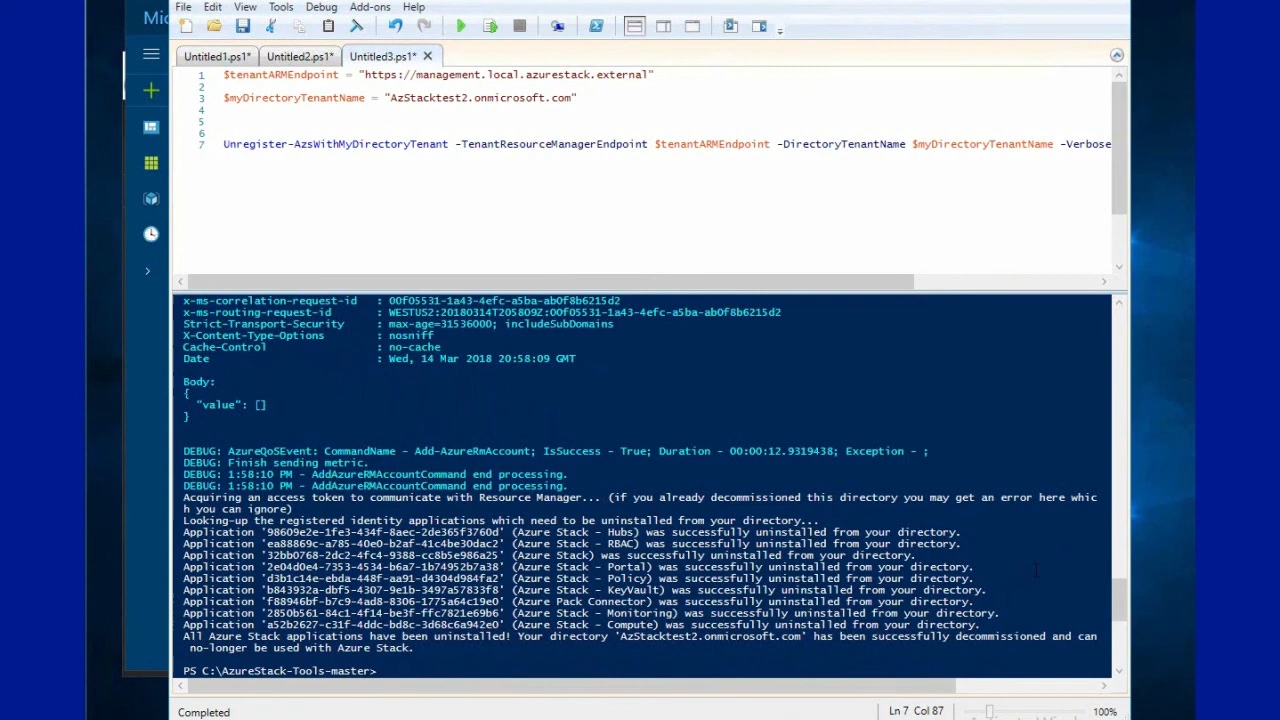 Mic
File Edit View Tools Debug Add-ons Help
Untitled1.ps1* Untitled2.ps1* Untitled3.ps1*
1 $tenantARMEndpoint = "https://management.local.azurestack.external"
2
3 $myDirectoryTenantName = "AzStacktest2.onmicrosoft.com"
4
5
6
7 Unregister-AzsWithMyDirectoryTenant -TenantResourceManagerEndpoint $tenantARMEndpoint -DirectoryTenantName $myDirectoryTenantName -Verbose
x-ms-correlation-request-id : 00f05531-1a43-4efc-a5ba-ab0f8b6215d2
x-ms-routing-request-id : WESTUS2:20180314T205809Z:00f05531-1a43-4efc-a5ba-ab0f8b6215d2
Strict-Transport-Security : max-age=31536000; includeSubDomains
X-Content-Type-Options : nosniff
Cache-Control : no-cache
Date : Wed, 14 Mar 2018 20:58:09 GMT
Body:
{
"value": []
}
DEBUG: AzureQoSEvent: CommandName - Add-AzureRmAccount; IsSuccess - True; Duration - 00:00:12.9319438; Exception - ;
DEBUG: Finish sending metric.
DEBUG: 1:58:10 PM - AddAzureRMAccountCommand end processing.
DEBUG: 1:58:10 PM - AddAzureRMAccountCommand end processing.
Acquiring an access token to communicate with Resource Manager... (if you already decommissioned this directory you may get an error here whic
h you can ignore)
Looking-up the registered identity applications which need to be uninstalled from your directory...
Application '98609e2e-1fe3-434f-8aec-2de365f3760d' (Azure Stack - Hubs) was successfully uninstalled from your directory.
Application 'ea88869c-a785-40e0-b2af-41c4be30dac2' (Azure Stack - RBAC) was successfully uninstalled from your directory.
Application '32bb0768-2dc2-4fc4-9388-cc8b5e986a25' (Azure Stack) was successfully uninstalled from your directory.
Application '2e04d0e4-7353-4534-b6a7-1b74952b7a38' (Azure Stack - Portal) was successfully uninstalled from your directory.
Application 'd3b1c14e-ebda-448f-aa91-d4304d984fa2' (Azure Stack - Policy) was successfully uninstalled from your directory.
Application 'b843932a-dbf5-4307-9e1b-3497a57833f8' (Azure Stack - KeyVault) was successfully uninstalled from your directory.
Application 'f88946bf-b7c9-4ad8-8306-1775a64c19e0' (Azure Pack Connector) was successfully uninstalled from your directory.
Application '2850b561-84c1-4f14-be3f-ffc7821e69b6' (Azure Stack - Monitoring) was successfully uninstalled from your directory.
Application 'a52b2627-c31f-4ddc-bd8c-3d68c6a942e0' (Azure Stack - Compute) was successfully uninstalled from your directory.
All Azure Stack applications have been uninstalled! Your directory 'AzStacktest2.onmicrosoft.com' has been successfully decommissioned and can
no-longer be used with Azure Stack.
PS C:\AzureStack-Tools-master>
Completed Ln 7 Col 87 100%